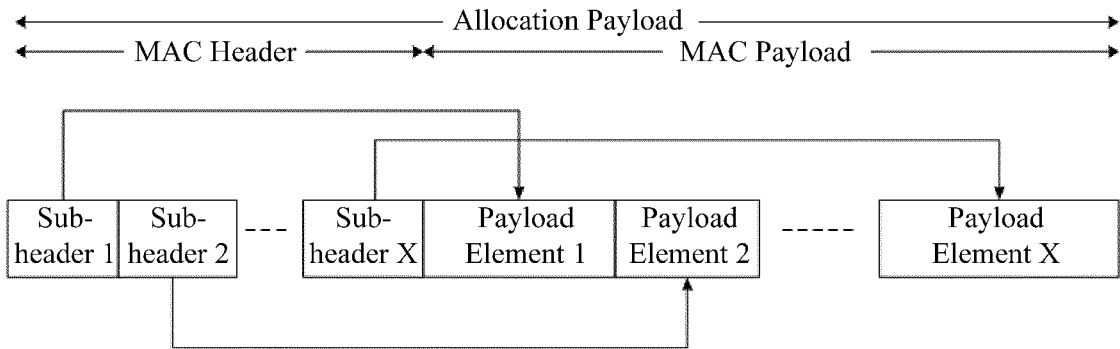 Allocation Payload
MAC Header
MAC Payload
Sub-
header 1
Sub-
header 2
Sub-
header X
Payload
Element 1
Payload
Element 2
Payload
Element X